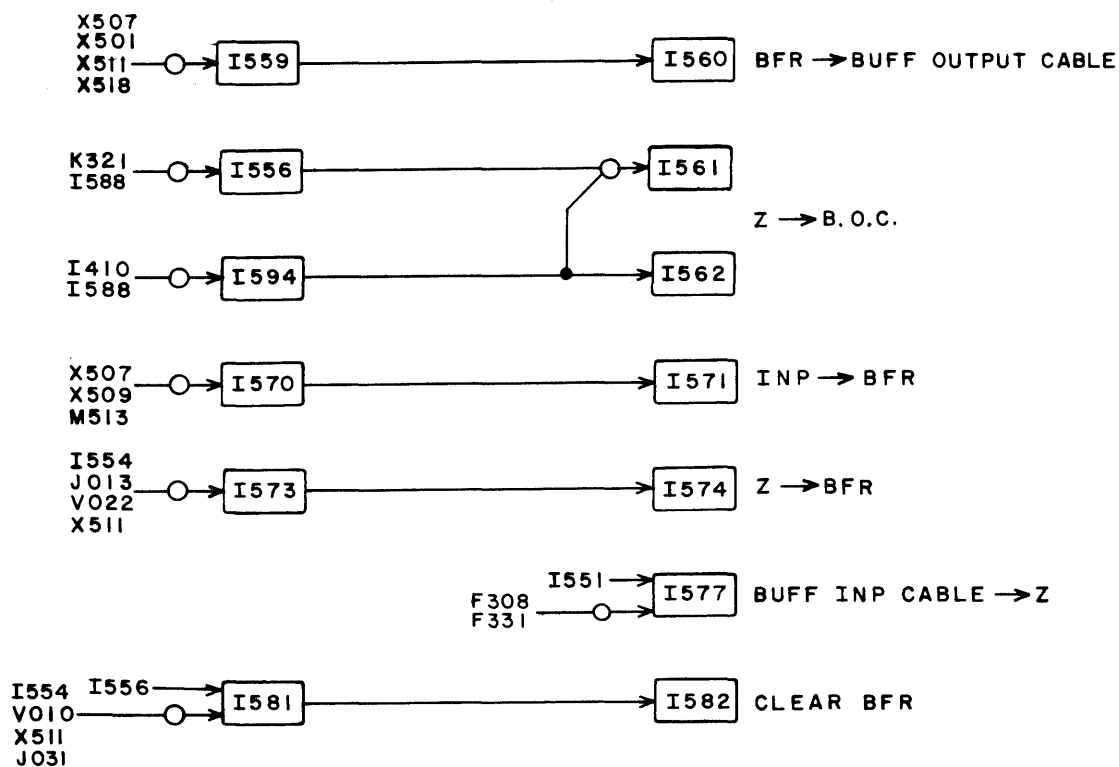 X507
X501
X511
X518
I559
I560
BFR → BUFF OUTPUT CABLE
K321
I588
I556
I561
Z → B.O.C.
I410
I588
I594
I562
X507
X509
M513
I570
I571
INP → BFR
I554
J013
V022
X511
I573
I574
Z → BFR
I551
F308
F331
I577
BUFF INP CABLE → Z
I554
V010
X511
J031
I556
I581
I582
CLEAR BFR